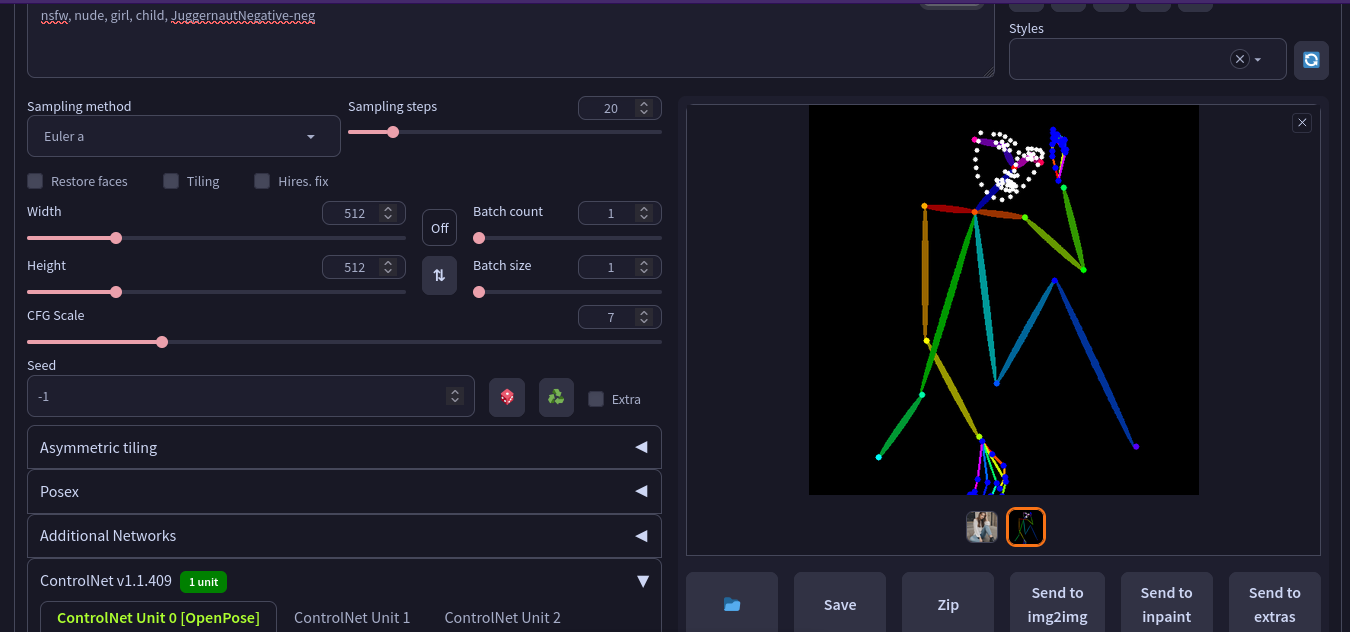 nsfw, nude, girl, child, JuggernautNegative-neg
Styles
Sampling method
Sampling steps
20
Euler a
Restore faces
Tiling
Hires. fix
Width
512
Off
Batch count
1
Height
512
Batch size
1
CFG Scale
7
Seed
-1
Extra
Asymmetric tiling
Posex
Additional Networks
ControlNet v1.1.409
1 unit
ControlNet Unit 0 [OpenPose]
ControlNet Unit 1
ControlNet Unit 2
Save
Zip
Send to
img2img
Send to
inpaint
Send to
extras